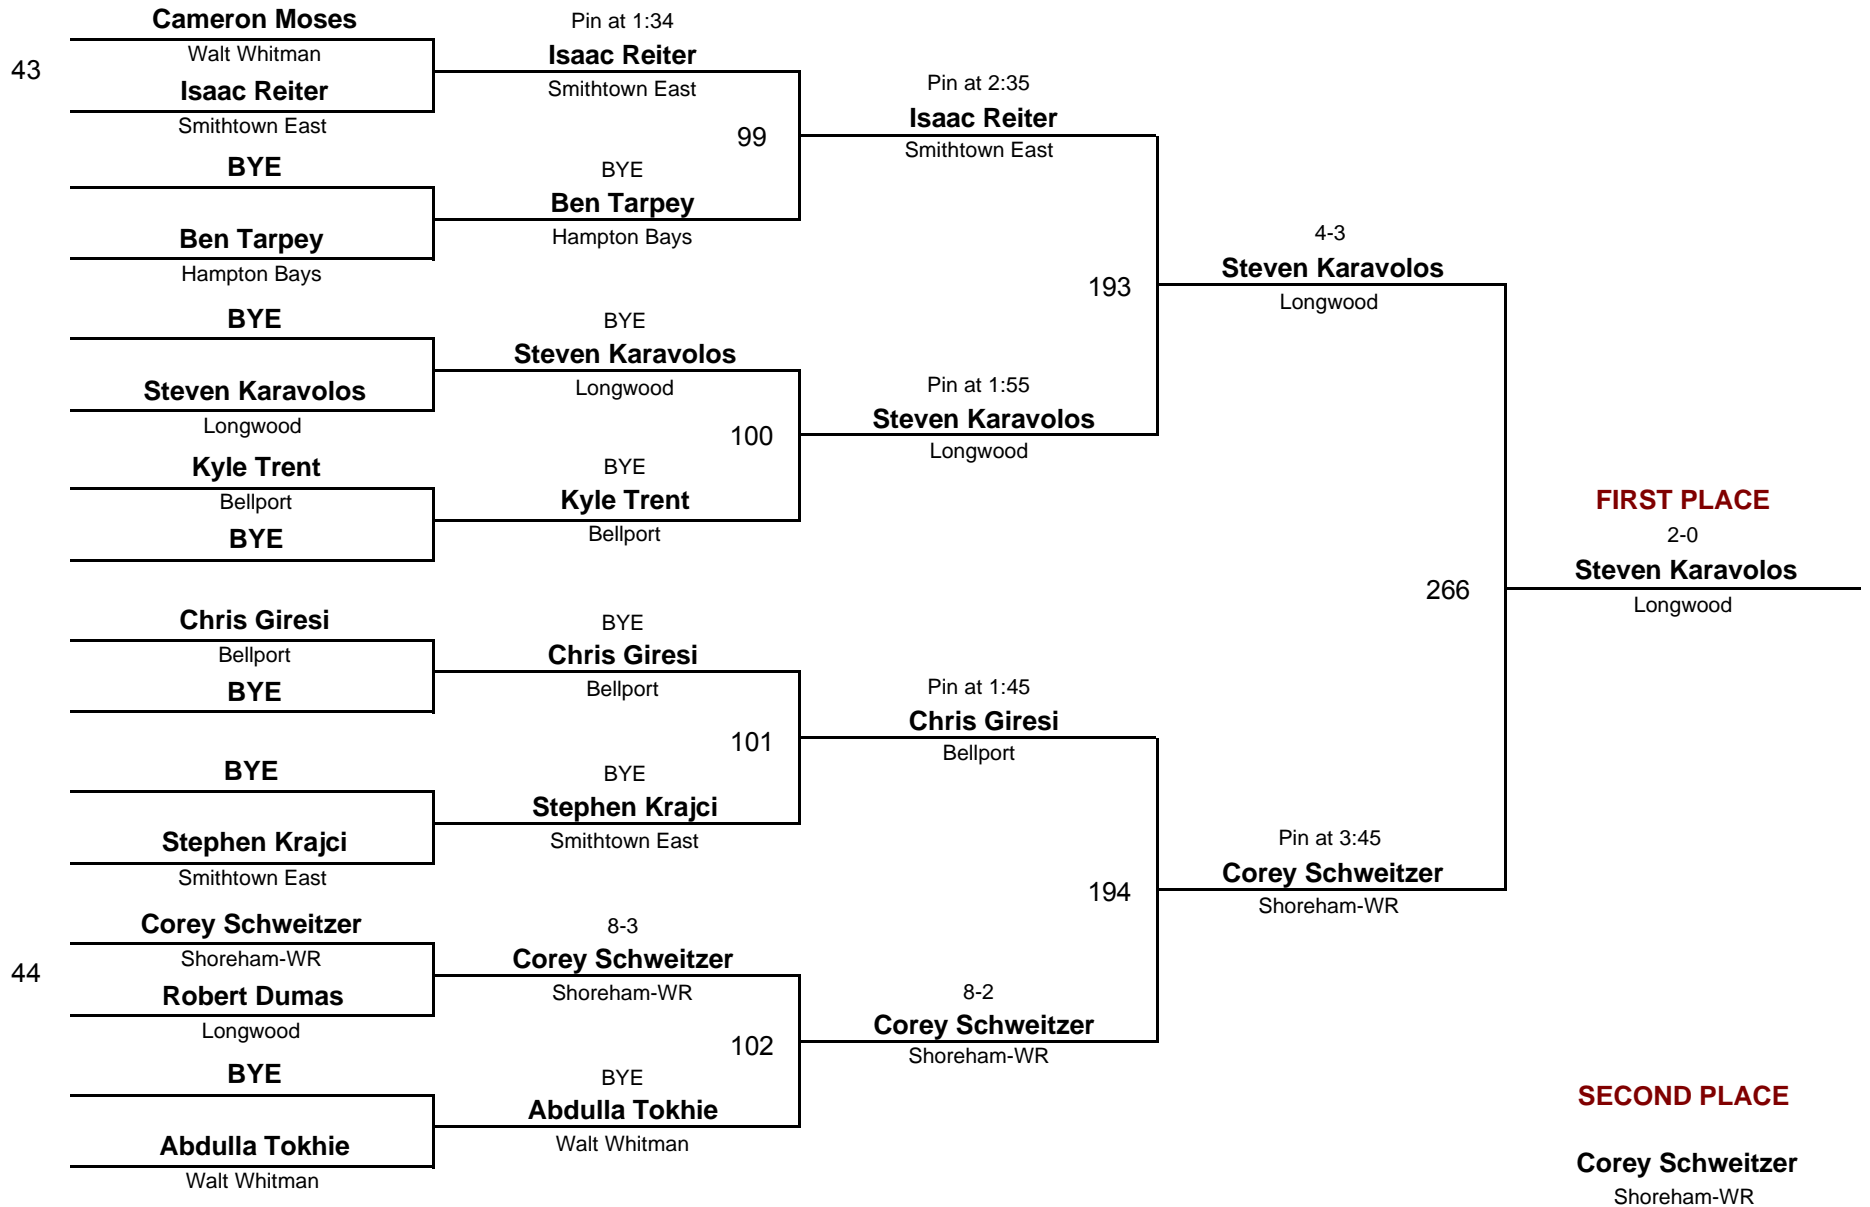 Cameron Moses
Walt Whitman
43
Isaac Reiter
Smithtown East
BYE
Ben Tarpey
Hampton Bays
BYE
Steven Karavolos
Longwood
Kyle Trent
Bellport
BYE
Chris Giresi
Bellport
BYE
BYE
Stephen Krajci
Smithtown East
Corey Schweitzer
Shoreham-WR
44
Robert Dumas
Longwood
BYE
Abdulla Tokhie
Walt Whitman
Pin at 1:34
Isaac Reiter
Smithtown East
99
BYE
Ben Tarpey
Hampton Bays
BYE
Steven Karavolos
Longwood
100
BYE
Kyle Trent
Bellport
BYE
Chris Giresi
Bellport
101
BYE
Stephen Krajci
Smithtown East
8-3
Corey Schweitzer
Shoreham-WR
102
BYE
Abdulla Tokhie
Walt Whitman
Pin at 2:35
Isaac Reiter
Smithtown East
193
Pin at 1:55
Steven Karavolos
Longwood
Pin at 1:45
Chris Giresi
Bellport
194
8-2
Corey Schweitzer
Shoreham-WR
4-3
Steven Karavolos
Longwood
266
Pin at 3:45
Corey Schweitzer
Shoreham-WR
FIRST PLACE
2-0
Steven Karavolos
Longwood
SECOND PLACE
Corey Schweitzer
Shoreham-WR